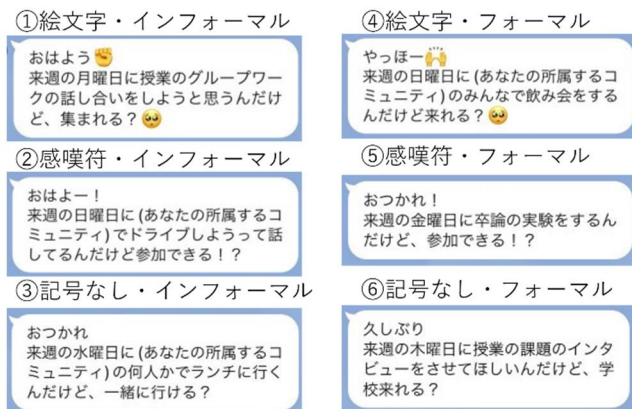 ①絵文字・インフォーマル
おはよう✊
来週の月曜日に授業のグループワー
クの話し合いをしようと思うんだけ
ど、集まれる？🥺
②感嘆符・インフォーマル
おはよー！
来週の日曜日に(あなたの所属するコ
ミュニティ)でドライブしようって話
してるんだけど参加できる！？
③記号なし・インフォーマル
おつかれ
来週の水曜日に(あなたの所属するコ
ミュニティ)の何人かでランチに行く
んだけど、一緒に行ける？
④絵文字・フォーマル
やっほー🙌
来週の日曜日に(あなたの所属するコ
ミュニティ)のみんなで飲み会をする
んだけど来れる？🥺
⑤感嘆符・フォーマル
おつかれ！
来週の金曜日に卒論の実験をするん
だけど、参加できる！？
⑥記号なし・フォーマル
久しぶり
来週の木曜日に授業の課題のインタ
ビューをさせてほしいんだけど、学
校来れる？